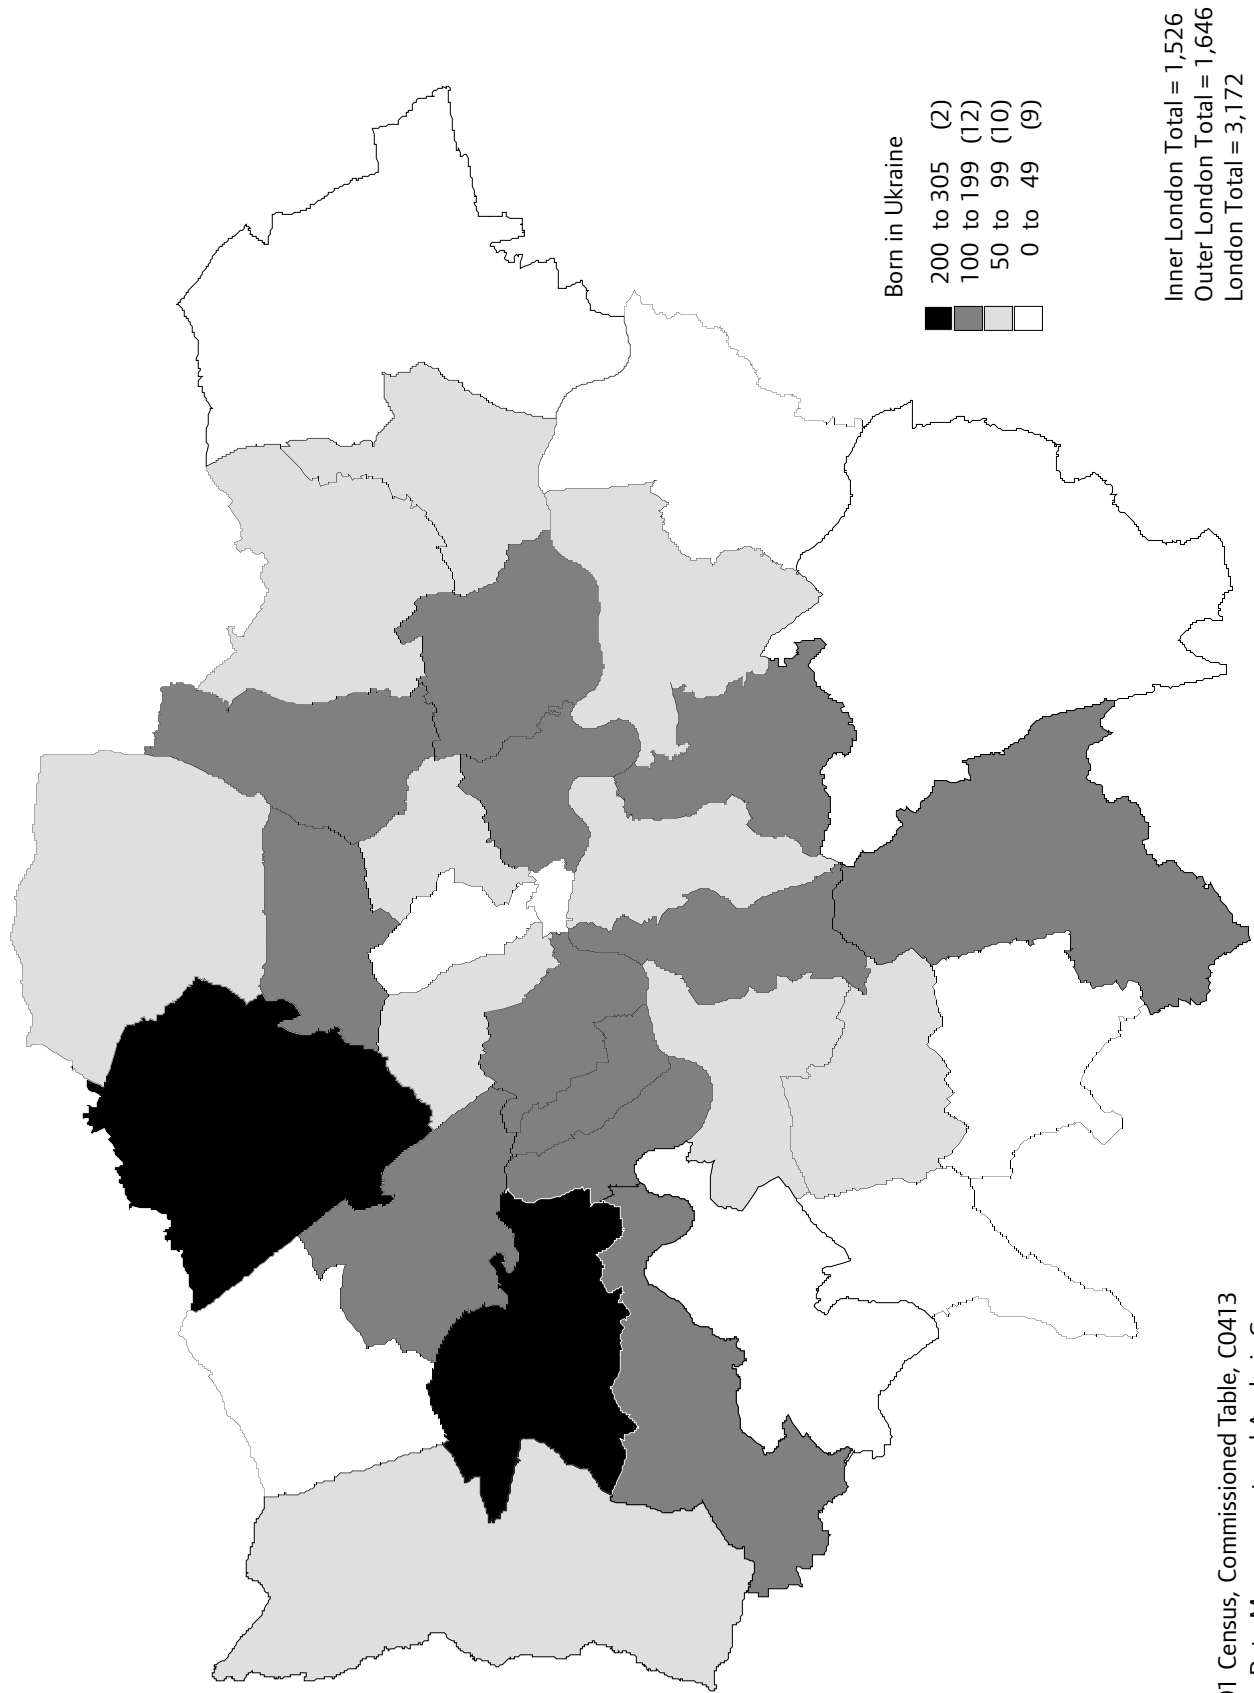 Born in Ukraine
200 to 305 (2)
100 to 199 (12)
50 to 99 (10)
0 to 49 (9)
Inner London Total = 1,526
Outer London Total = 1,646
London Total = 3,172
Census, Commissioned Table, C0413